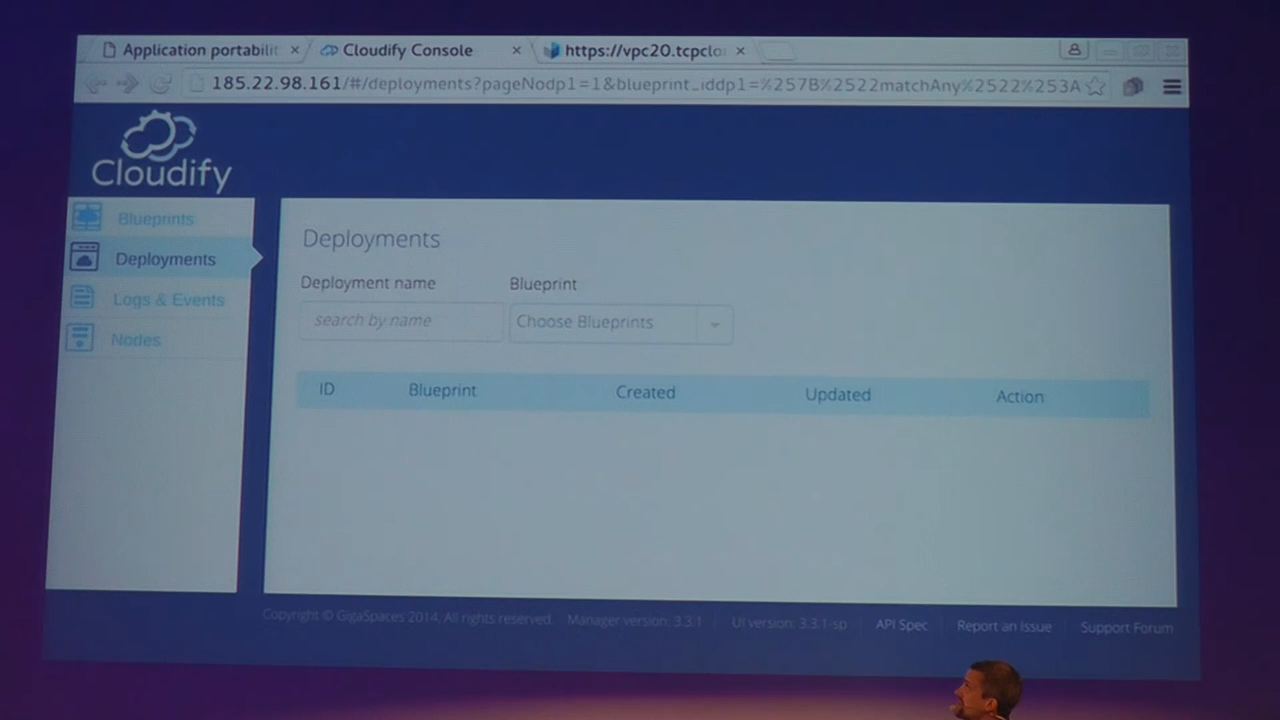 Application portabilit
Cloudify Console
https://vpc20.tcpclo
185.22.98.161/#/deployments?pageNodp1=1&blueprint_iddp1=%257B%2522matchAny%2522%253A
Cloudify
Blueprints
Deployments
Logs & Events
Nodes
Deployments
Deployment name
Blueprint
search by name
Choose Blueprints
ID Blueprint Created Updated Action
Copyright © GigaSpaces 2014, All rights reserved. Manager version: 3.3.1 UI version: 3.3.1-sp API Spec Report an Issue Support Forum